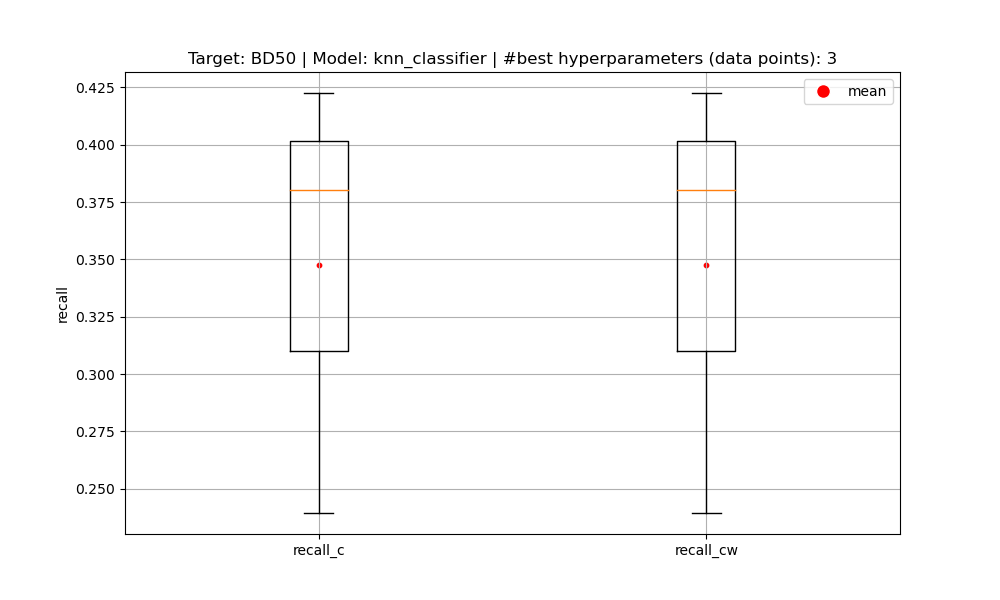 Target: BD50 | Model: knn_classifier | #best hyperparameters (data points): 3
mean
0.425
0.400
0.375
0.350
0.325
0.300
0.275
0.250
recall
recall_c
recall_cw